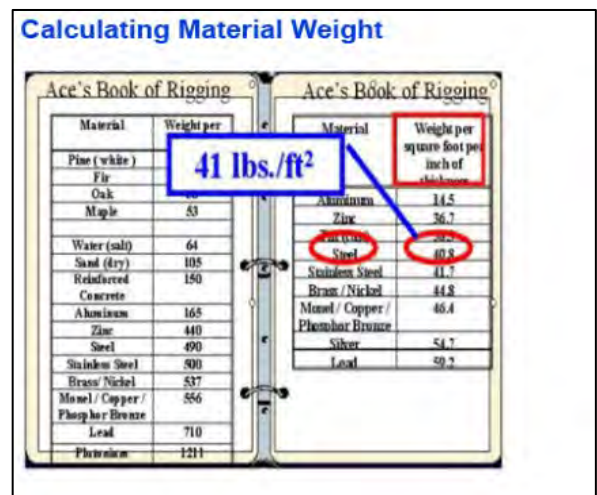 Calculating Material Weight
Ace's Book of Rigging
Material Weight per
Pine ( white )
Fir
Oak
Maple 53
Water (salt) 64
Sand (dry) 105
Reinforced 150
Concrete
Aluminum 165
Zinc 440
Steel 490
Stainless Steel 500
Brass/ Nickel 537
Monel / Copper / 556
Phosphor Bronze
Lead 710
Plutonium 1211
41 lbs./ft²
Ace's Book of Rigging
Material Weight per
square foot per
inch of
thickness
Aluminum 14.5
Zinc 36.7
Steel 40.8
Stainless Steel 41.7
Brass / Nickel 44.8
Monel / Copper / 46.4
Phosphor Bronze
Silver 54.7
Lead 59.2